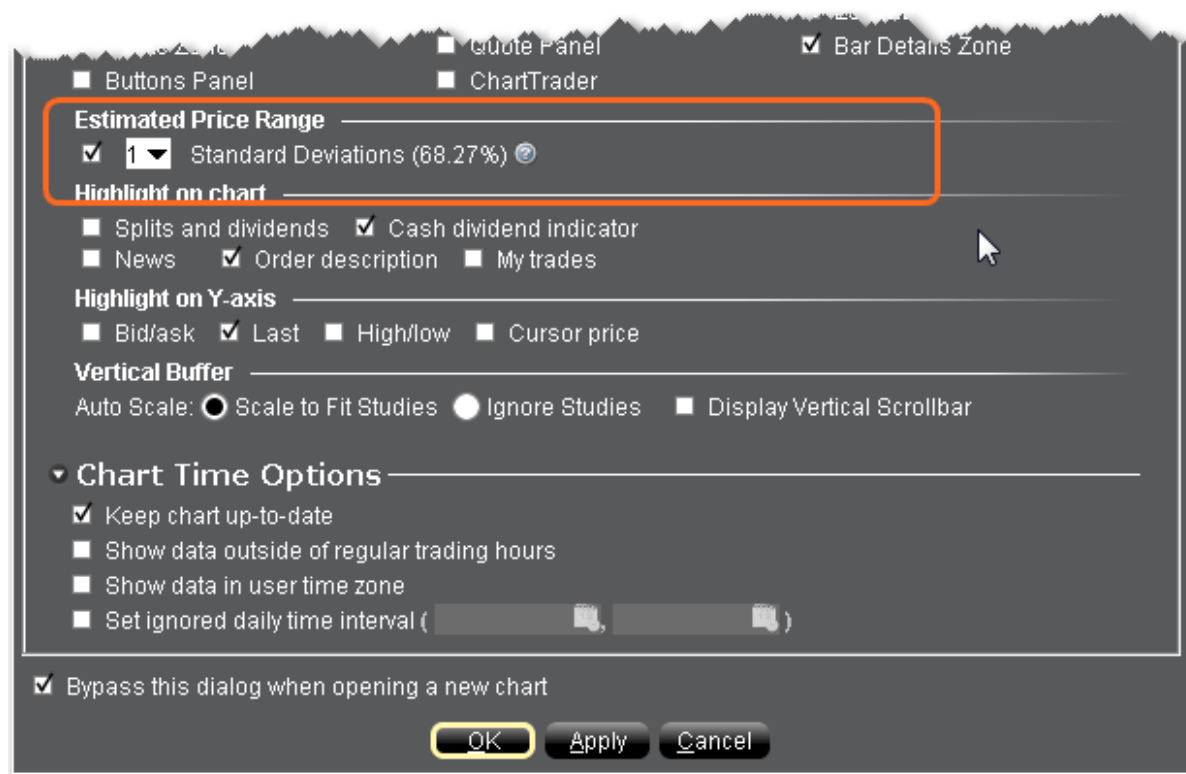 Quote Panel Bar Details Zone
Buttons Panel ChartTrader
Estimated Price Range
1 Standard Deviations (68.27%)
Highlight on chart
Splits and dividends Cash dividend indicator
News Order description My trades
Highlight on Y-axis
Bid/ask Last High/low Cursor price
Vertical Buffer
Auto Scale: Scale to Fit Studies Ignore Studies Display Vertical Scrollbar
Chart Time Options
Keep chart up-to-date
Show data outside of regular trading hours
Show data in user time zone
Set ignored daily time interval ( , )
Bypass this dialog when opening a new chart
OK Apply Cancel